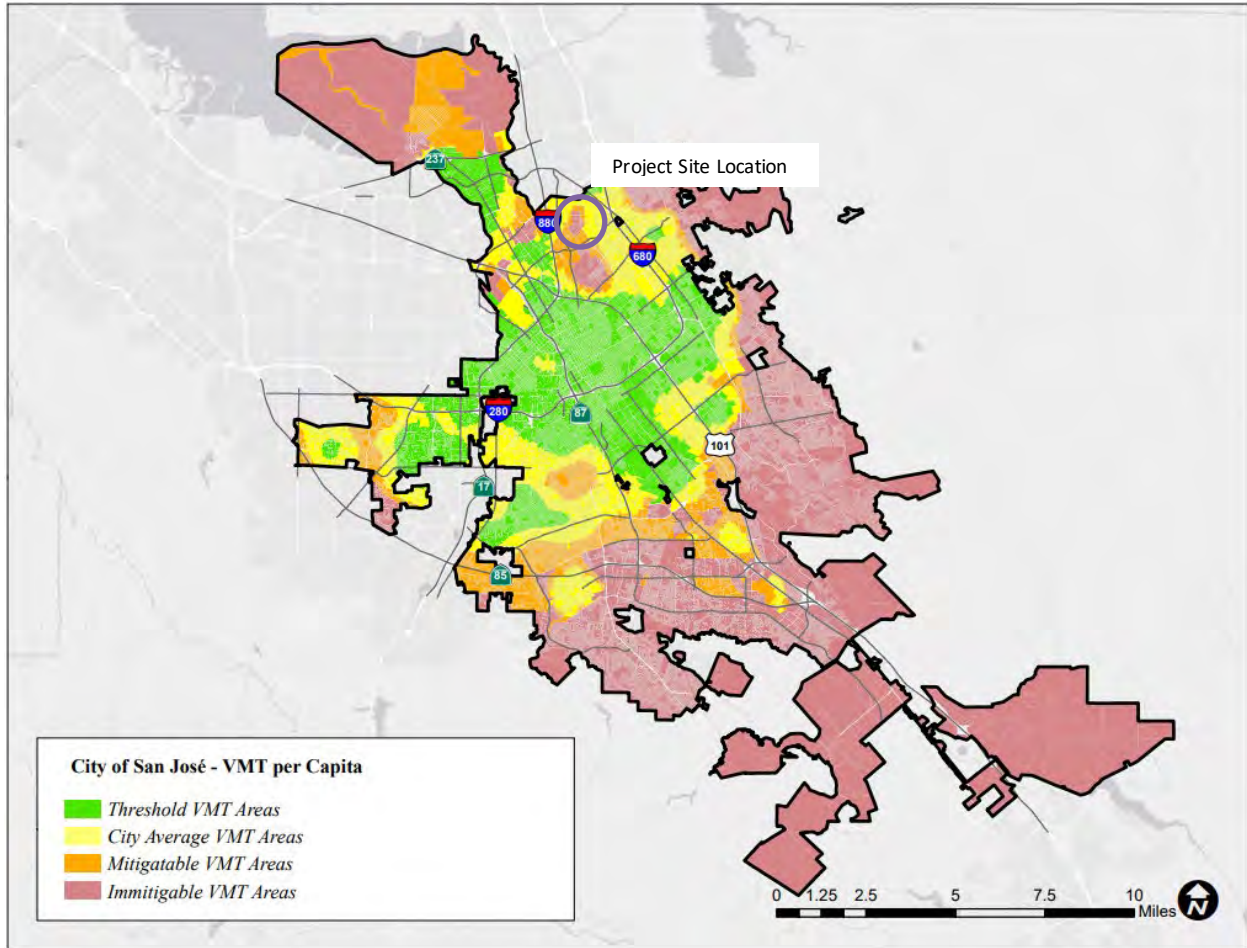 237
Project Site Location
880
680
280
87
101
17
85
City of San José - VMT per Capita
Threshold VMT Areas
City Average VMT Areas
Mitigatable VMT Areas
Immitigable VMT Areas
0 1.25 2.5 5 7.5 10
Miles
N